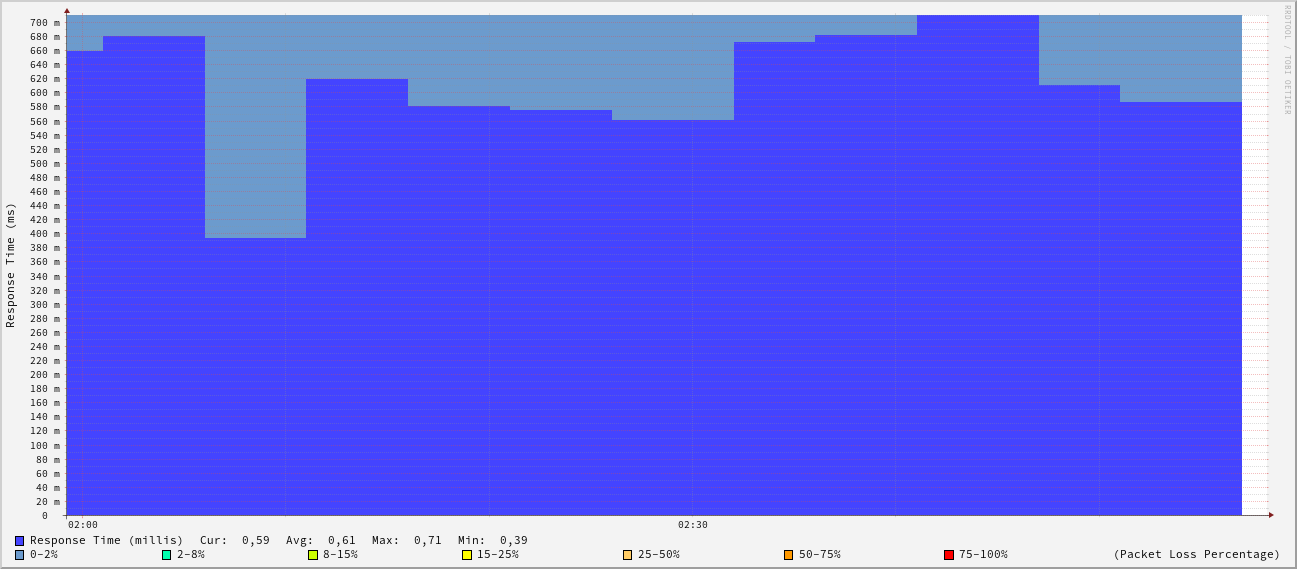 RRDTOOL / TOBI OETIKER
Response Time (ms)
700 m
680 m
660 m
640 m
620 m
600 m
580 m
560 m
540 m
520 m
500 m
480 m
460 m
440 m
420 m
400 m
380 m
360 m
340 m
320 m
300 m
280 m
260 m
240 m
220 m
200 m
180 m
160 m
140 m
120 m
100 m
80 m
60 m
40 m
20 m
0
02:00 02:30
Response Time (millis) Cur: 0,59 Avg: 0,61 Max: 0,71 Min: 0,39
0-2% 2-8% 8-15% 15-25% 25-50% 50-75% 75-100% (Packet Loss Percentage)